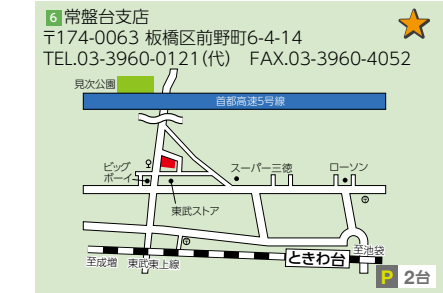 6 常盤台支店
〒174-0063 板橋区前野町6-4-14
TEL.03-3960-0121(代) FAX.03-3960-4052
見次公園
首都高速5号線
ビッグ
ボーイ
スーパー三徳
ローソン
東武ストア
ときわ台
至池袋
至成増
東武東上線
P 2台